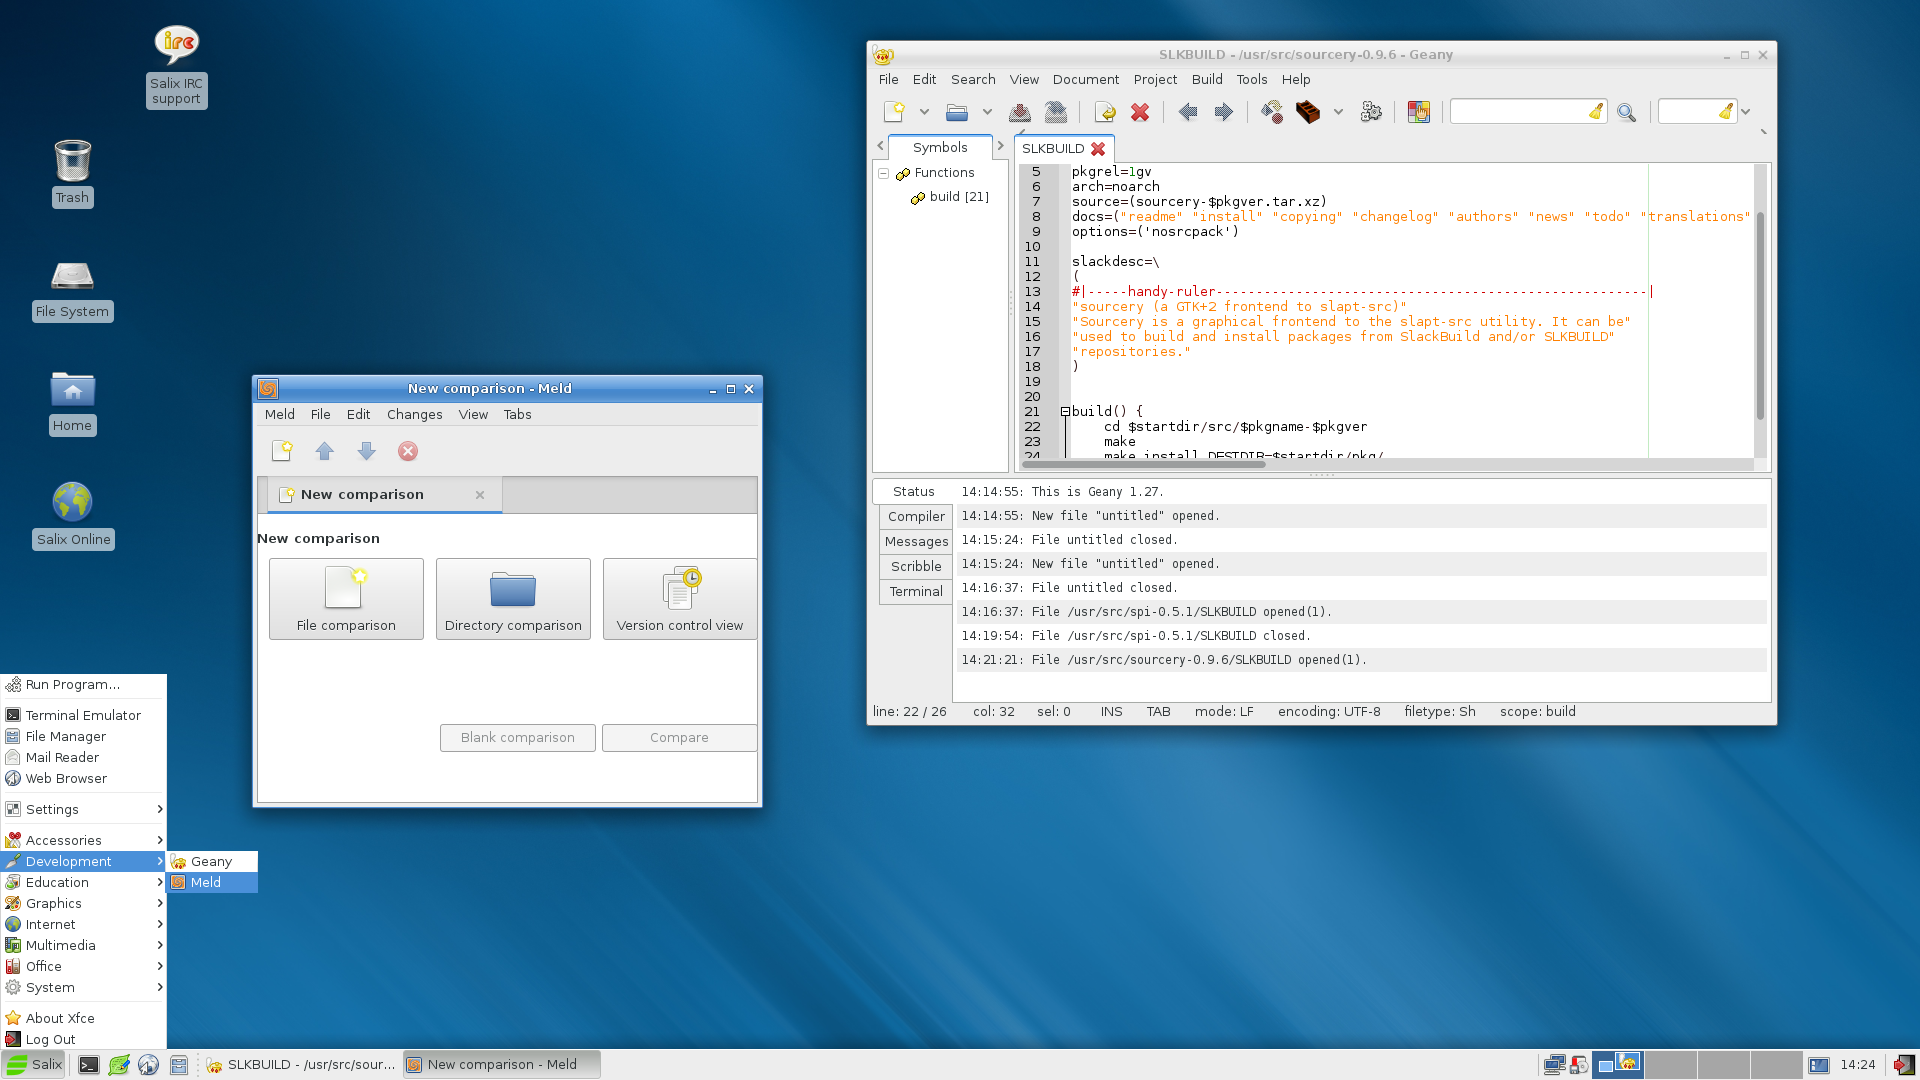 irc
Salix IRC
support
Trash
File System
Home
Salix Online
SLKBUILD - /usr/src/sourcery-0.9.6 - Geany
File Edit Search View Document Project Build Tools Help
Symbols
SLKBUILD
Functions
build [21]
5 pkgrel=1gv
6 arch=noarch
7 source=(sourcery-$pkgver.tar.xz)
8 docs=("readme" "install" "copying" "changelog" "authors" "news" "todo" "translations"
9 options=('nosrcpack')
10
11 slackdesc=\
12 (
13 #|-----handy-ruler------------------------------------------------------|
14 "sourcery (a GTK+2 frontend to slapt-src)"
15 "Sourcery is a graphical frontend to the slapt-src utility. It can be"
16 "used to build and install packages from SlackBuild and/or SLKBUILD"
17 "repositories."
18 )
19
20
21 build() {
22 cd $startdir/src/$pkgname-$pkgver
23 make
24 make install DESTDIR=$startdir/pkg/
Status
Compiler
Messages
Scribble
Terminal
14:14:55: This is Geany 1.27.
14:14:55: New file "untitled" opened.
14:15:24: File untitled closed.
14:15:24: New file "untitled" opened.
14:16:37: File untitled closed.
14:16:37: File /usr/src/spi-0.5.1/SLKBUILD opened(1).
14:19:54: File /usr/src/spi-0.5.1/SLKBUILD closed.
14:21:21: File /usr/src/sourcery-0.9.6/SLKBUILD opened(1).
line: 22 / 26 col: 32 sel: 0 INS TAB mode: LF encoding: UTF-8 filetype: Sh scope: build
New comparison - Meld
Meld File Edit Changes View Tabs
New comparison
New comparison
File comparison
Directory comparison
Version control view
Blank comparison
Compare
Run Program...
Terminal Emulator
File Manager
Mail Reader
Web Browser
Settings
Accessories
Development
Education
Graphics
Internet
Multimedia
Office
System
About Xfce
Log Out
Geany
Meld
Salix
SLKBUILD - /usr/src/sour...
New comparison - Meld
14:24